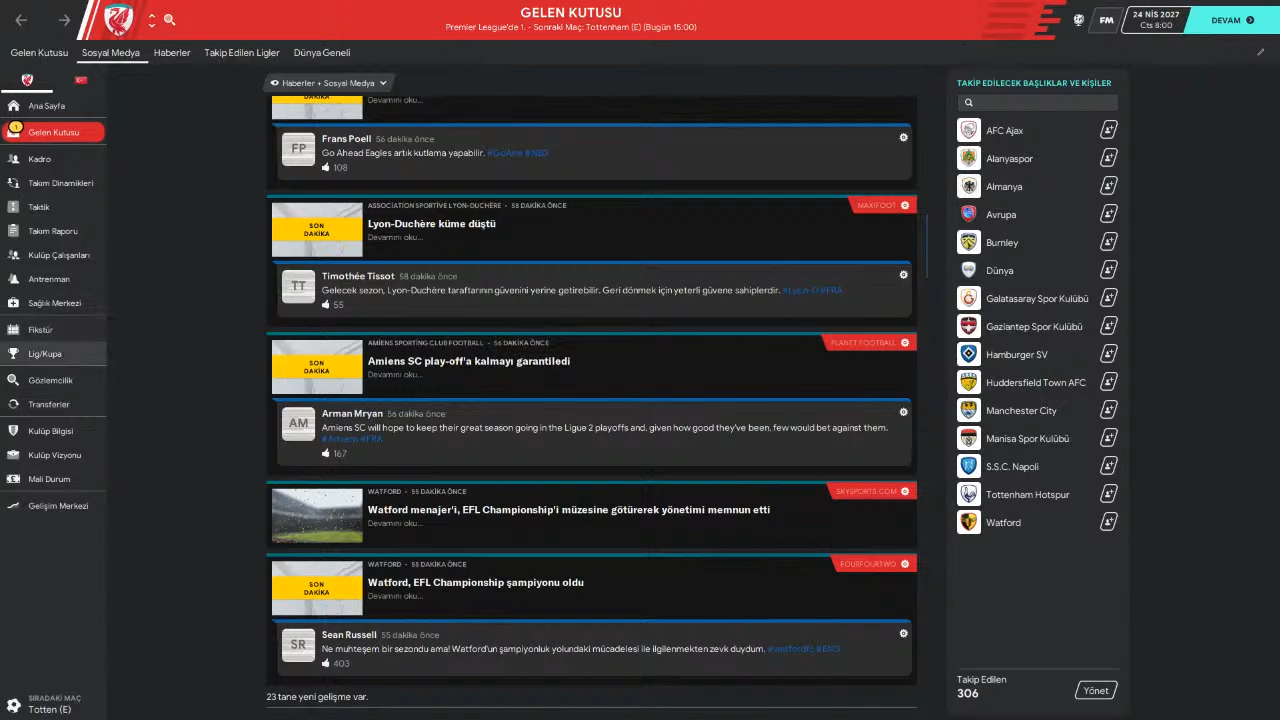 GELEN KUTUSU
Premier League'de 1. - Sonraki Maç: Tottenham (E) (Bugün 15:00)
FM
24 NİS 2027
Cts 8:00
DEVAM
Gelen Kutusu
Sosyal Medya
Haberler
Takip Edilen Ligler
Dünya Geneli
Ana Sayfa
1
Gelen Kutusu
Kadro
Takım Dinamikleri
Taktik
Takım Raporu
Kulüp Çalışanları
Antrenman
Sağlık Merkezi
Fikstür
Lig/Kupa
Gözlemcilik
Transferler
Kulüp Bilgisi
Kulüp Vizyonu
Mali Durum
Gelişim Merkezi
SIRADAKİ MAÇ
Totten (E)
Haberler + Sosyal Medya
DAKİKA
Devamını oku...
FP
Frans Poell 56 dakika önce
Go Ahead Eagles artık kutlama yapabilir. #GoAme #NED
108
ASSOCİATİON SPORTİVE LYON-DUCHÈRE - 58 DAKİKA ÖNCE
MAXIFOOT
SON
DAKİKA
Lyon-Duchère küme düştü
Devamını oku...
TT
Timothée Tissot 58 dakika önce
Gelecek sezon, Lyon-Duchère taraftarının güvenini yerine getirebilir. Geri dönmek için yeterli güvene sahiplerdir. #Lyon-D #FRA
55
AMİENS SPORTİNG CLUB FOOTBALL - 56 DAKİKA ÖNCE
PLANET FOOTBALL
SON
DAKİKA
Amiens SC play-off'a kalmayı garantiledi
Devamını oku...
AM
Arman Mryan 56 dakika önce
Amiens SC will hope to keep their great season going in the Ligue 2 playoffs and, given how good they've been, few would bet against them.
#Amiens #FRA
167
WATFORD - 55 DAKİKA ÖNCE
SKYSPORTS.COM
Watford menajer'i, EFL Championship'i müzesine götürerek yönetimi memnun etti
Devamını oku...
WATFORD - 55 DAKİKA ÖNCE
FOURFOURTWO
SON
DAKİKA
Watford, EFL Championship şampiyonu oldu
Devamını oku...
SR
Sean Russell 55 dakika önce
Ne muhteşem bir sezondu ama! Watford'un şampiyonluk yolundaki mücadelesi ile ilgilenmekten zevk duydum. #watfordfc #ENG
403
23 tane yeni gelişme var.
TAKİP EDİLECEK BAŞLIKLAR VE KİŞİLER
AFC Ajax
Alanyaspor
Almanya
Avrupa
Burnley
Dünya
Galatasaray Spor Kulübü
Gaziantep Spor Kulübü
Hamburger SV
Huddersfield Town AFC
Manchester City
Manisa Spor Kulübü
S.S.C. Napoli
Tottenham Hotspur
Watford
Takip Edilen
306
Yönet